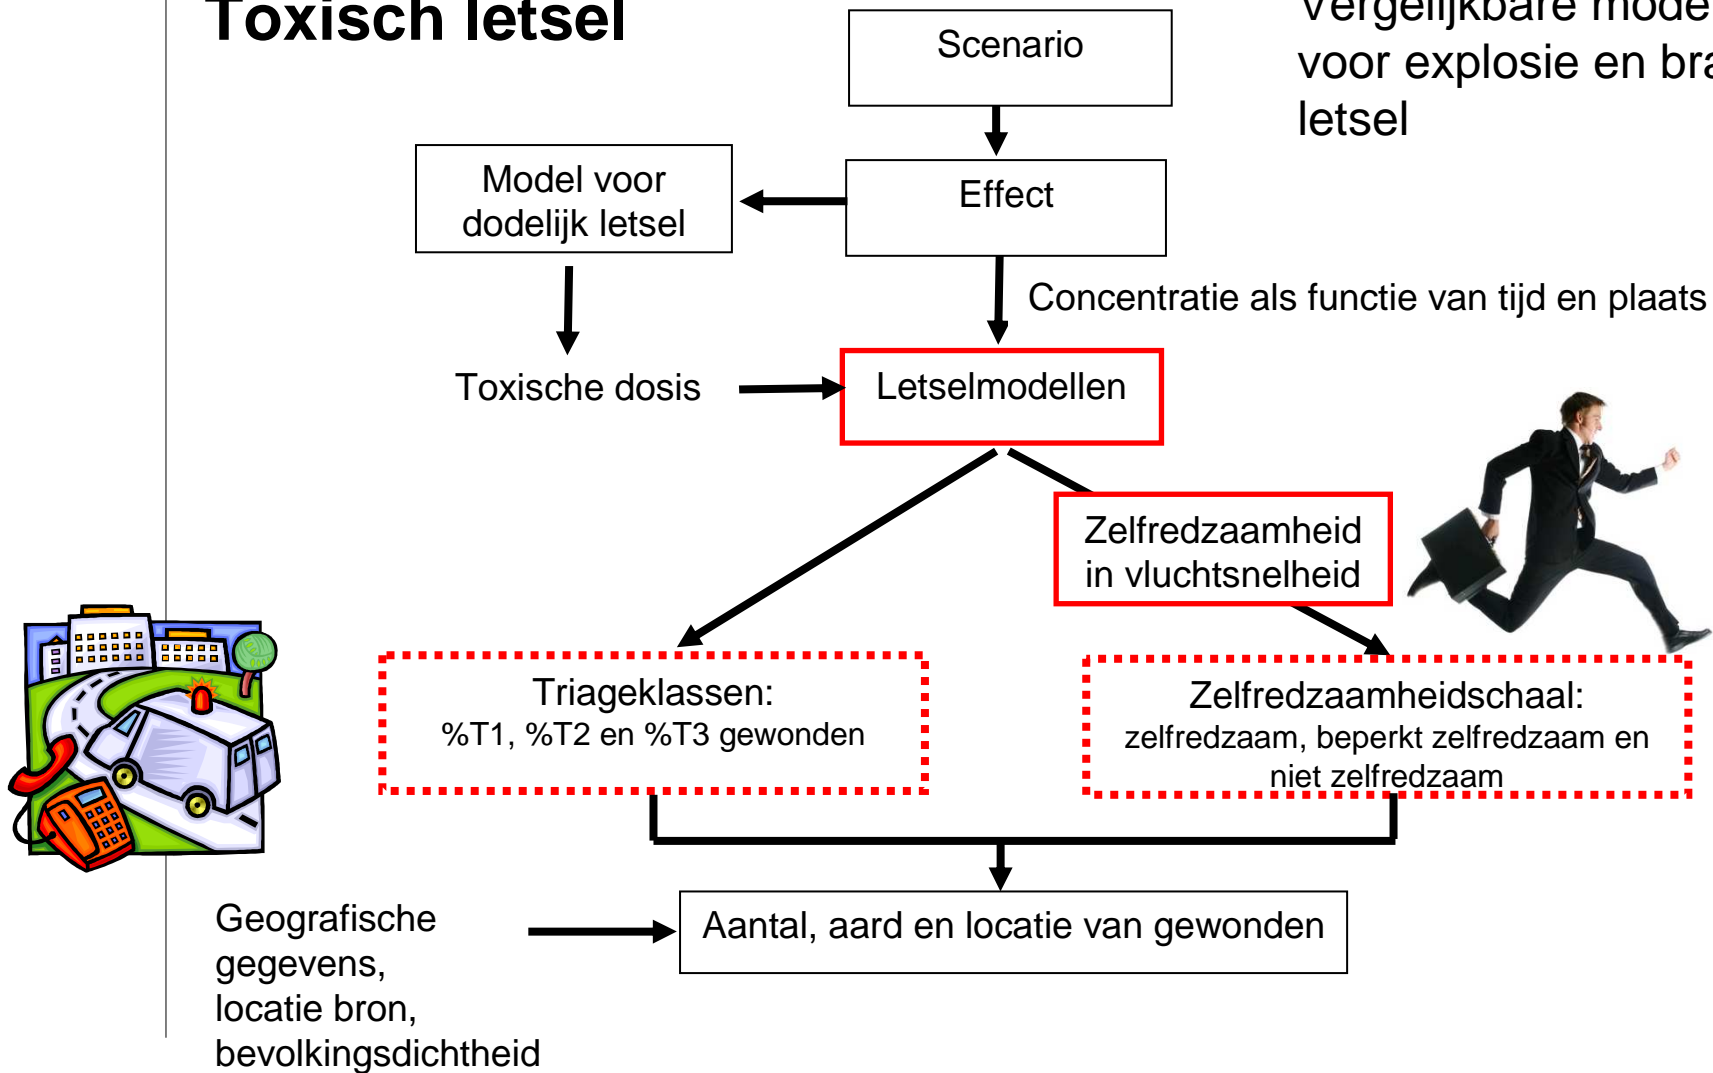 Toxisch letsel
Vergelijkbare
voor explosie en
letsel
Scenario
Model voor
dodelijk letsel
Effect
Concentratie als functie van tijd en plaats
Toxische dosis
Letselmodellen
Zelfredzaamheid
in vluchtsnelheid
Triageklassen:
%T1, %T2 en %T3 gewonden
Zelfredzaamheidschaal:
zelfredzaam, beperkt zelfredzaam en
niet zelfredzaam
Geografische
gegevens,
locatie bron,
bevolkingsdichtheid
Aantal, aard en locatie van gewonden